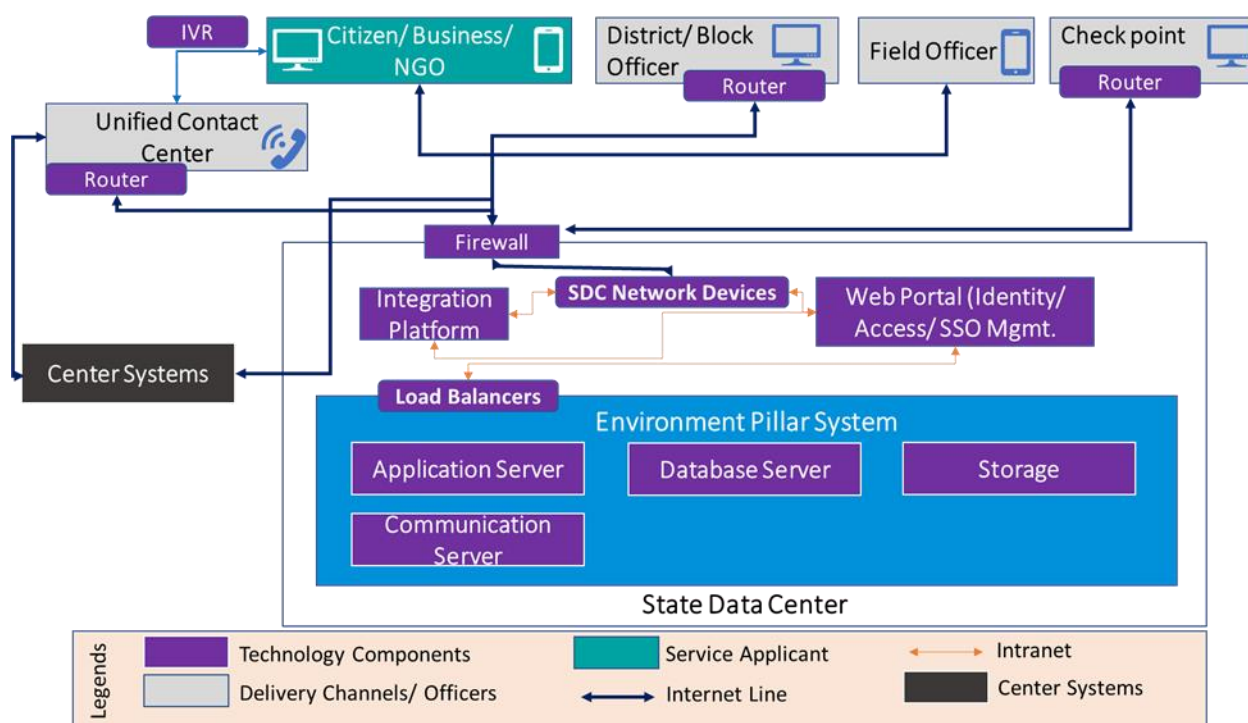 IVR
Citizen/ Business/
NGO
District/ Block
Officer
Router
Field Officer
Check point
Router
Unified Contact
Center
Router
Firewall
SDC Network Devices
Integration
Platform
Web Portal (Identity/
Access/ SSO Mgmt.
Center Systems
Load Balancers
Environment Pillar System
Application Server
Database Server
Storage
Communication
Server
State Data Center
Legends
Technology Components
Service Applicant
Intranet
Delivery Channels/ Officers
Internet Line
Center Systems